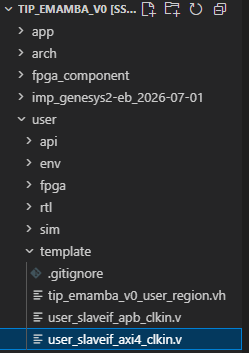 TIP_EMAMBA_V0 [SS...
app
arch
fpga_component
imp_genesys2-eb_2026-07-01
user
api
env
fpga
rtl
sim
template
.gitignore
tip_emamba_v0_user_region.vh
user_slaveif_apb_clkin.v
user_slaveif_axi4_clkin.v